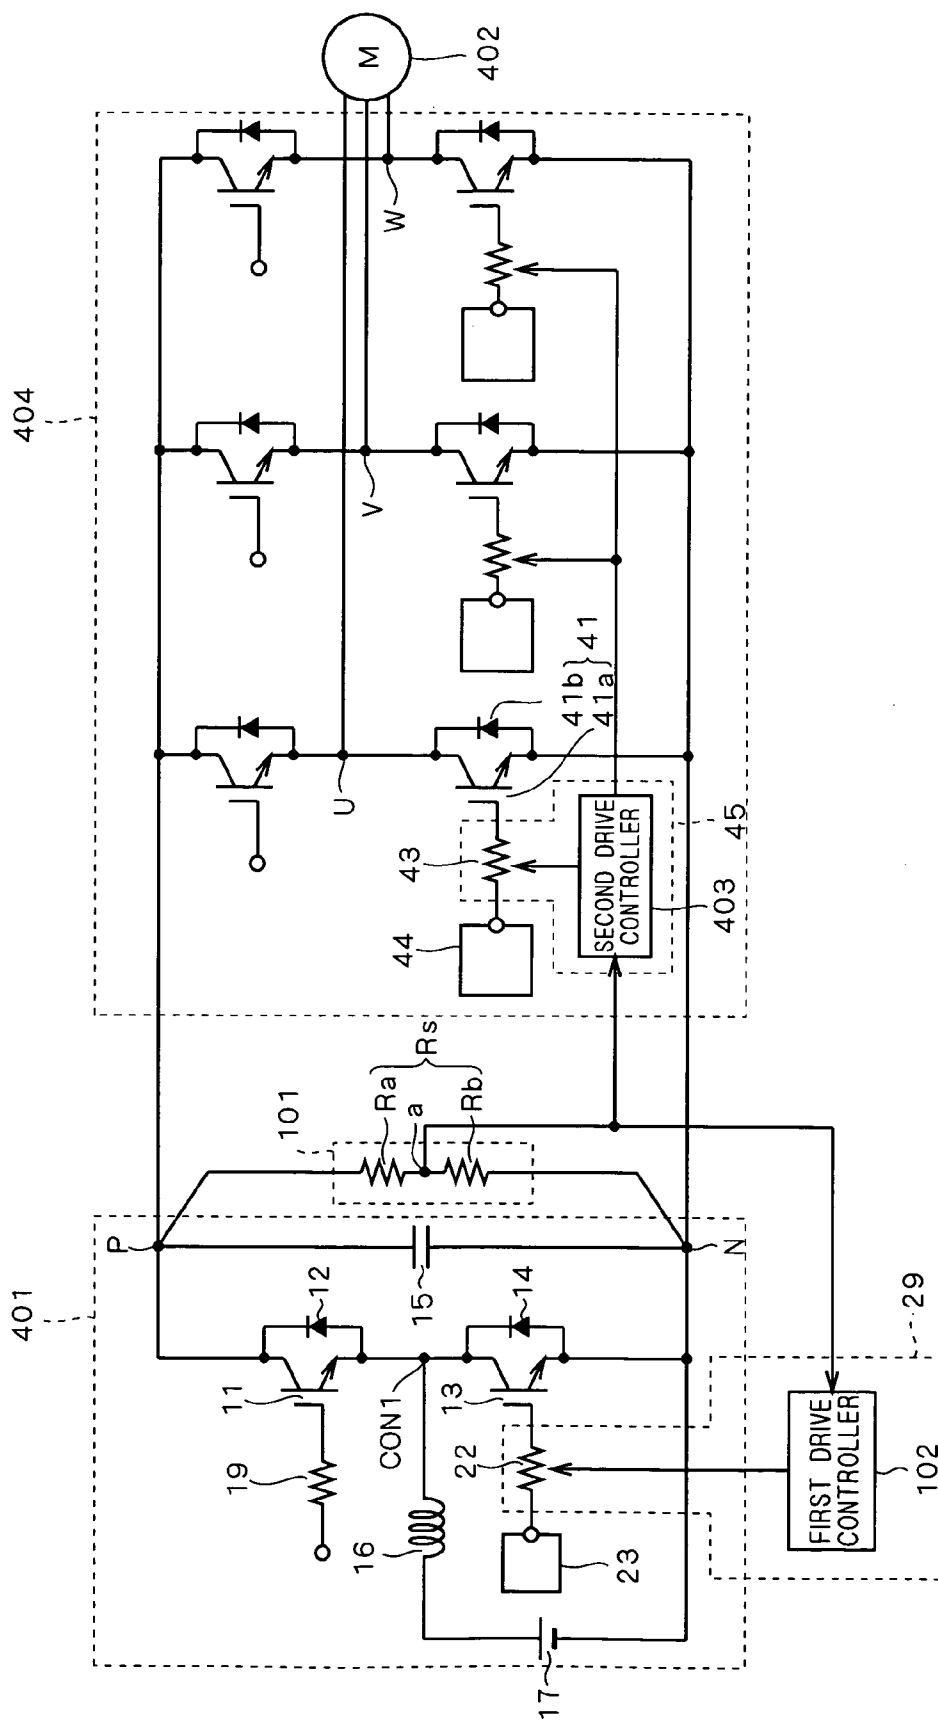 401
404
P
11
12
19
CON1
16
13
14
22
23
17
15
N
29
FIRST DRIVE
CONTROLLER
102
101
Ra
a
Rb
Rs
44
43
SECOND DRIVE
CONTROLLER
403
45
41b
41a
41
U
V
W
M
402